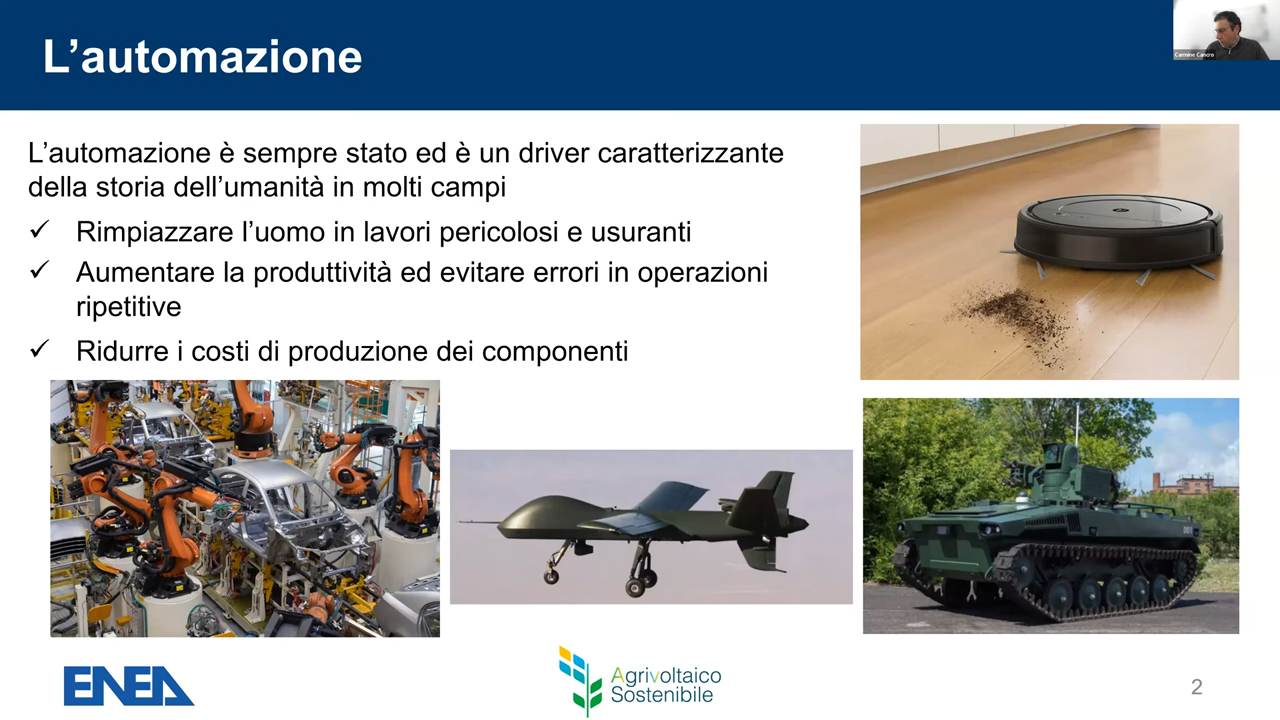 L’automazione
Carmine Cancro
L’automazione è sempre stato ed è un driver caratterizzante
della storia dell’umanità in molti campi
✓ Rimpiazzare l’uomo in lavori pericolosi e usuranti
✓ Aumentare la produttività ed evitare errori in operazioni
ripetitive
✓ Ridurre i costi di produzione dei componenti
ENEA
Agrivoltaico
Sostenibile
2